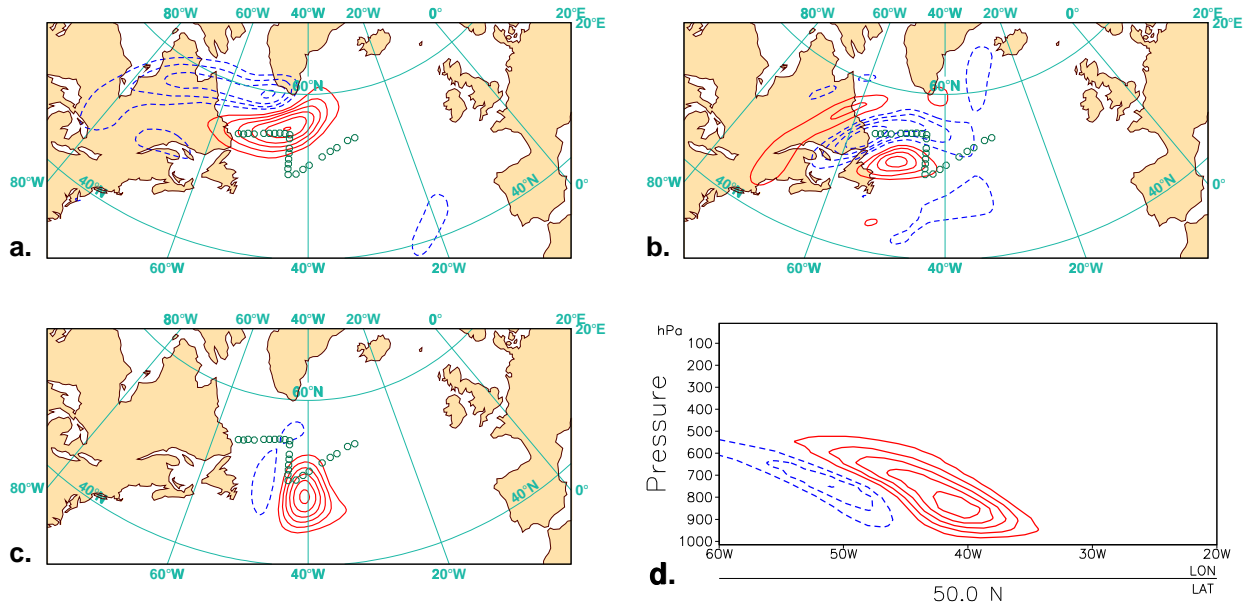 80°W 60°W 40°W 0° 20°E
20°E
60°N
80°W
40°N
40°N
0°
a.
60°W 40°W 20°W
80°W 60°W 40°W 0° 20°E
20°E
60°N
80°W
40°N
40°N
0°
b.
60°W 40°W 20°W
80°W 60°W 40°W 0° 20°E
20°E
60°N
80°W
40°N
40°N
0°
c.
60°W 40°W 20°W
hPa
100
200
300
400
500
600
700
800
900
1000
Pressure
60W 50W 40W 30W 20W
LON
LAT
50.0 N
d.